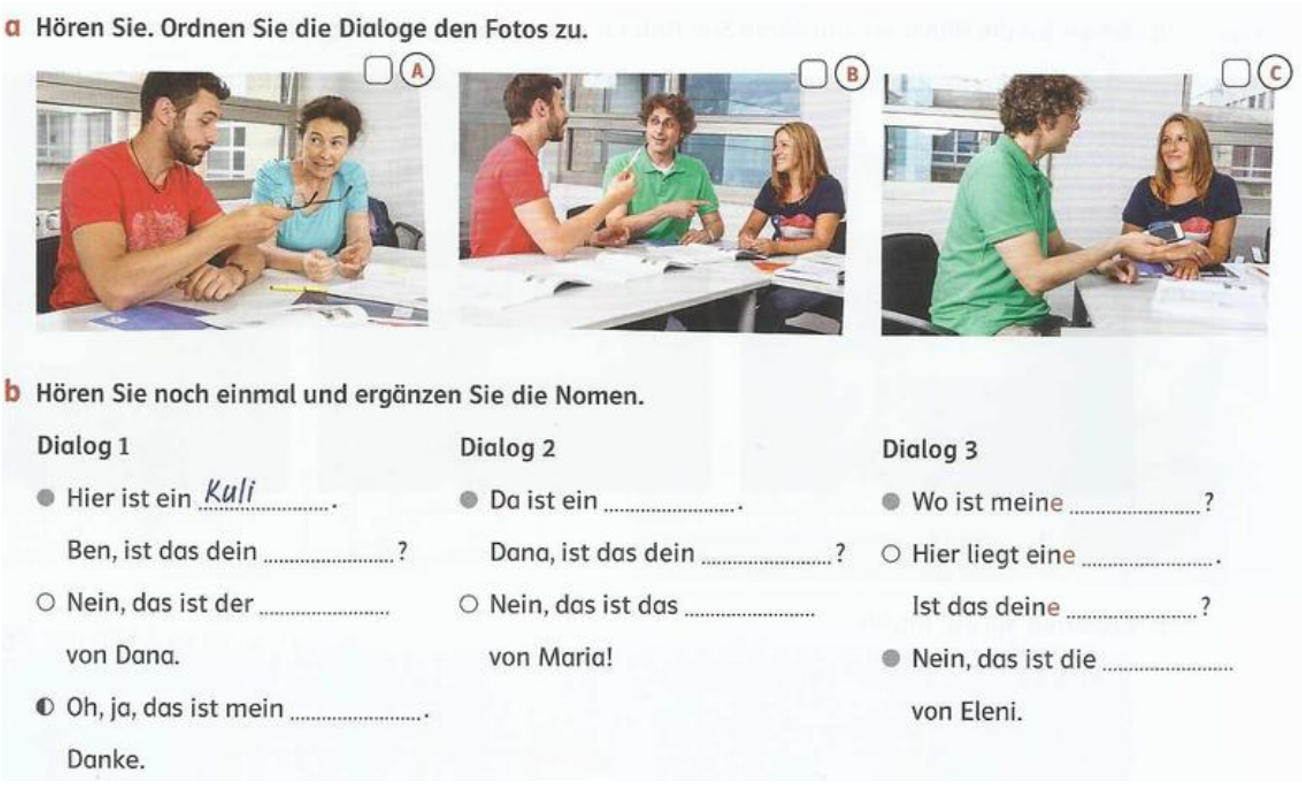 a Hören Sie. Ordnen Sie die Dialoge den Fotos zu.
A
B
C
b Hören Sie noch einmal und ergänzen Sie die Nomen.
Dialog 1
Hier ist ein Kuli.
Ben, ist das dein ....................?
Nein, das ist der ....................
von Dana.
Oh, ja, das ist mein .....................
Danke.
Dialog 2
Da ist ein .....................
Dana, ist das dein ....................?
Nein, das ist das ....................
von Maria!
Dialog 3
Wo ist meine ....................?
Hier liegt eine .....................
Ist das deine ....................?
Nein, das ist die ....................
von Eleni.